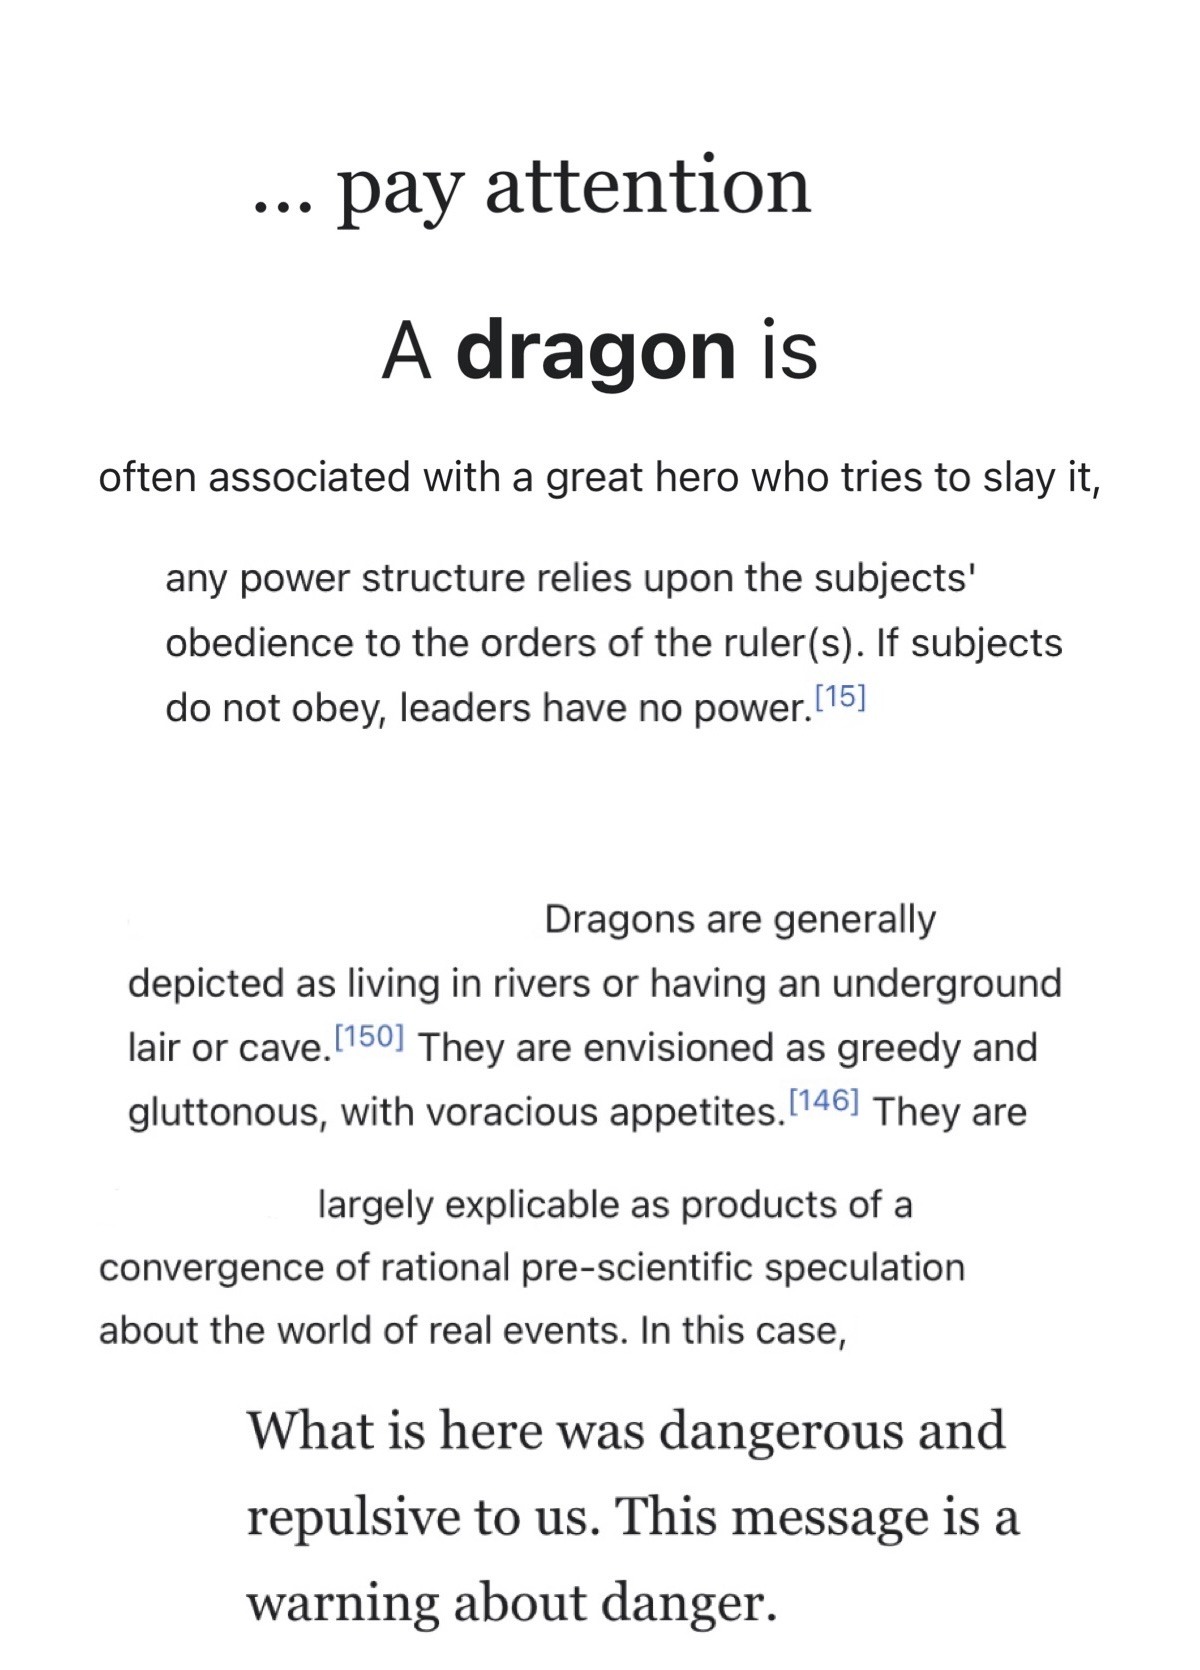 ... pay attention
A dragon is
often associated with a great hero who tries to slay it,
any power structure relies upon the subjects'
obedience to the orders of the ruler(s). If subjects
do not obey, leaders have no power.[15]
Dragons are generally
depicted as living in rivers or having an underground
lair or cave.[150] They are envisioned as greedy and
gluttonous, with voracious appetites.[146] They are
largely explicable as products of a
convergence of rational pre-scientific speculation
about the world of real events. In this case,
What is here was dangerous and
repulsive to us. This message is a
warning about danger.